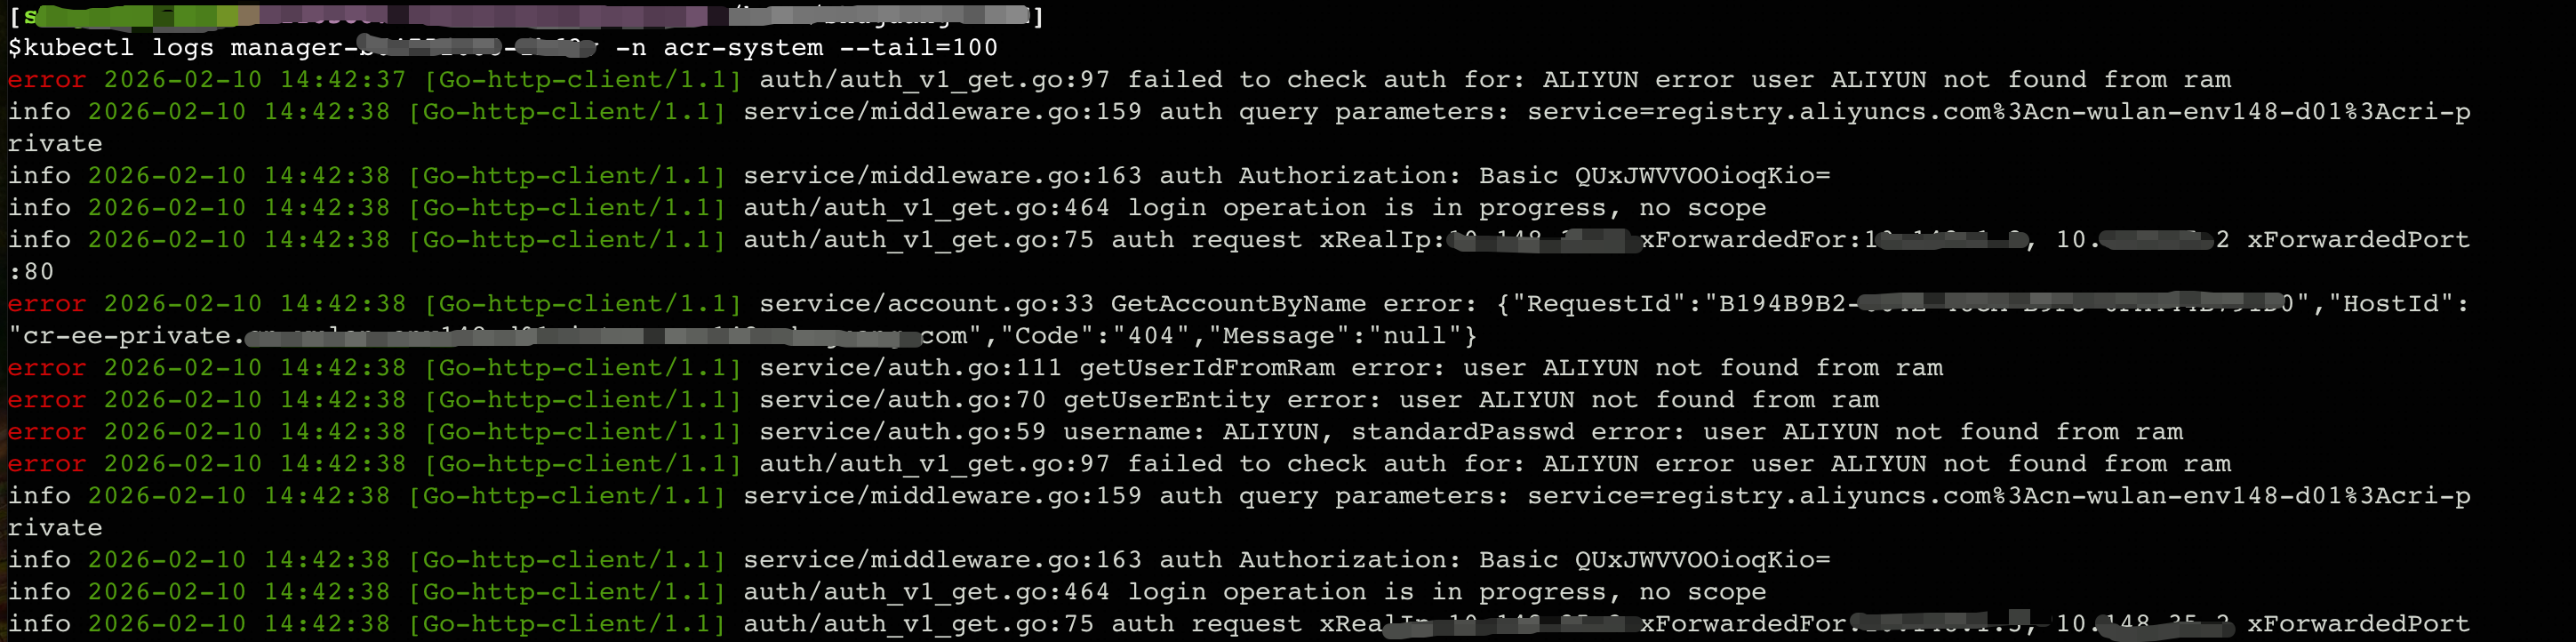 [s ]
$kubectl logs manager- -n acr-system --tail=100
error 2026-02-10 14:42:37 [Go-http-client/1.1] auth/auth_v1_get.go:97 failed to check auth for: ALIYUN error user ALIYUN not found from ram
info 2026-02-10 14:42:38 [Go-http-client/1.1] service/middleware.go:159 auth query parameters: service=registry.aliyuncs.com%3Acn-wulan-env148-d01%3Acri-p
rivate
info 2026-02-10 14:42:38 [Go-http-client/1.1] service/middleware.go:163 auth Authorization: Basic QUxJWVVOOioqKio=
info 2026-02-10 14:42:38 [Go-http-client/1.1] auth/auth_v1_get.go:464 login operation is in progress, no scope
info 2026-02-10 14:42:38 [Go-http-client/1.1] auth/auth_v1_get.go:75 auth request xRealIp: xForwardedFor:1 , 10. 2 xForwardedPort
:80
error 2026-02-10 14:42:38 [Go-http-client/1.1] service/account.go:33 GetAccountByName error: {"RequestId":"B194B9B2- 0","HostId":
"cr-ee-private. com","Code":"404","Message":"null"}
error 2026-02-10 14:42:38 [Go-http-client/1.1] service/auth.go:111 getUserIdFromRam error: user ALIYUN not found from ram
error 2026-02-10 14:42:38 [Go-http-client/1.1] service/auth.go:70 getUserEntity error: user ALIYUN not found from ram
error 2026-02-10 14:42:38 [Go-http-client/1.1] service/auth.go:59 username: ALIYUN, standardPasswd error: user ALIYUN not found from ram
error 2026-02-10 14:42:38 [Go-http-client/1.1] auth/auth_v1_get.go:97 failed to check auth for: ALIYUN error user ALIYUN not found from ram
info 2026-02-10 14:42:38 [Go-http-client/1.1] service/middleware.go:159 auth query parameters: service=registry.aliyuncs.com%3Acn-wulan-env148-d01%3Acri-p
rivate
info 2026-02-10 14:42:38 [Go-http-client/1.1] service/middleware.go:163 auth Authorization: Basic QUxJWVVOOioqKio=
info 2026-02-10 14:42:38 [Go-http-client/1.1] auth/auth_v1_get.go:464 login operation is in progress, no scope
info 2026-02-10 14:42:38 [Go-http-client/1.1] auth/auth_v1_get.go:75 auth request xRealIp: xForwardedFor: , 10. xForwardedPort